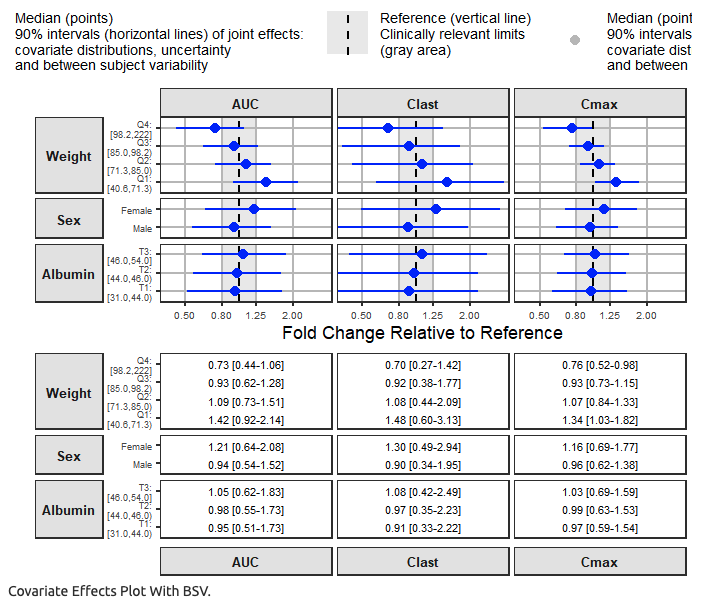 Median (points)
90% intervals (horizontal lines) of joint effects:
covariate distributions, uncertainty
and between subject variability
Reference (vertical line)
Clinically relevant limits
(gray area)
Median (point
90% intervals
covariate dist
and between
AUC Clast Cmax
Weight
Q4:
[98.2,222]
Q3:
[85.0,98.2)
Q2:
[71.3,85.0)
Q1:
[40.6,71.3)
Sex
Female
Male
Albumin
T3:
[46.0,54.0]
T2:
[44.0,46.0)
T1:
[31.0,44.0)
0.50 0.80 1.25 2.00 0.50 0.80 1.25 2.00 0.50 0.80 1.25 2.00
Fold Change Relative to Reference
Weight
Q4:
[98.2,222]
0.73 [0.44-1.06] 0.70 [0.27-1.42] 0.76 [0.52-0.98]
Q3:
[85.0,98.2)
0.93 [0.62-1.28] 0.92 [0.38-1.77] 0.93 [0.73-1.15]
Q2:
[71.3,85.0)
1.09 [0.73-1.51] 1.08 [0.44-2.09] 1.07 [0.84-1.33]
Q1:
[40.6,71.3)
1.42 [0.92-2.14] 1.48 [0.60-3.13] 1.34 [1.03-1.82]
Sex
Female 1.21 [0.64-2.08] 1.30 [0.49-2.94] 1.16 [0.69-1.77]
Male 0.94 [0.54-1.52] 0.90 [0.34-1.95] 0.96 [0.62-1.38]
Albumin
T3:
[46.0,54.0]
1.05 [0.62-1.83] 1.08 [0.42-2.49] 1.03 [0.69-1.59]
T2:
[44.0,46.0)
0.98 [0.55-1.73] 0.97 [0.35-2.23] 0.99 [0.63-1.53]
T1:
[31.0,44.0)
0.95 [0.51-1.73] 0.91 [0.33-2.22] 0.97 [0.59-1.54]
AUC Clast Cmax
Covariate Effects Plot With BSV.